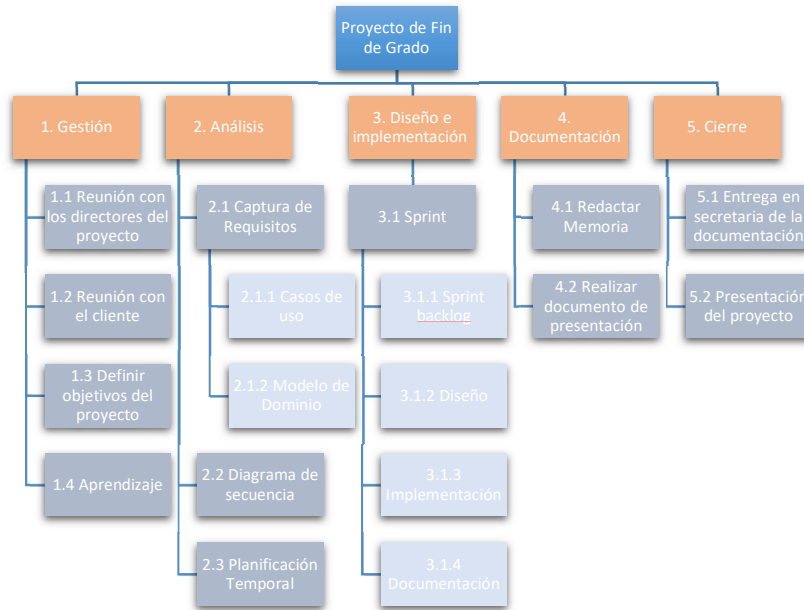 Proyecto de Fin
de Grado
1. Gestión
1.1 Reunión con
los directores del
proyecto
1.2 Reunión con
el cliente
1.3 Definir
objetivos del
proyecto
1.4 Aprendizaje
2. Análisis
2.1 Captura de
Requisitos
2.1.1 Casos de
uso
2.1.2 Modelo de
Dominio
2.2 Diagrama de
secuencia
2.3 Planificación
Temporal
3. Diseño e
implementación
3.1 Sprint
3.1.1 Sprint
backlog
3.1.2 Diseño
3.1.3
Implementación
3.1.4
Documentación
4.
Documentación
4.1 Redactar
Memoria
4.2 Realizar
documento de
presentación
5. Cierre
5.1 Entrega en
secretaria de la
documentación
5.2 Presentación
del proyecto